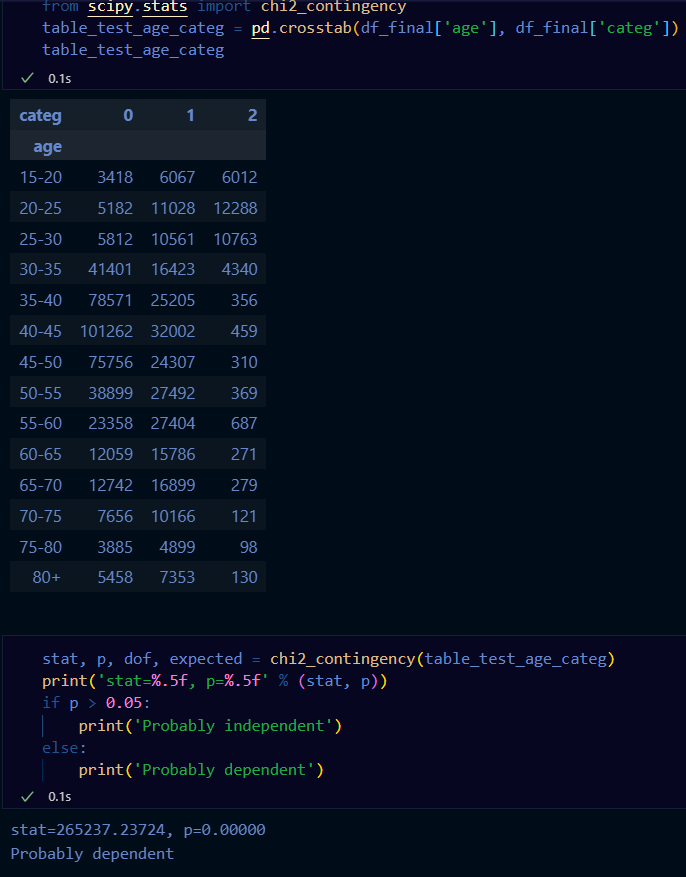 from scipy.stats import chi2_contingency
table_test_age_categ = pd.crosstab(df_final['age'], df_final['categ'])
table_test_age_categ
0.1s
categ 0 1 2
age
15-20 3418 6067 6012
20-25 5182 11028 12288
25-30 5812 10561 10763
30-35 41401 16423 4340
35-40 78571 25205 356
40-45 101262 32002 459
45-50 75756 24307 310
50-55 38899 27492 369
55-60 23358 27404 687
60-65 12059 15786 271
65-70 12742 16899 279
70-75 7656 10166 121
75-80 3885 4899 98
80+ 5458 7353 130
stat, p, dof, expected = chi2_contingency(table_test_age_categ)
print('stat=%.5f, p=%.5f' % (stat, p))
if p > 0.05:
    print('Probably independent')
else:
    print('Probably dependent')
0.1s
stat=265237.23724, p=0.00000
Probably dependent